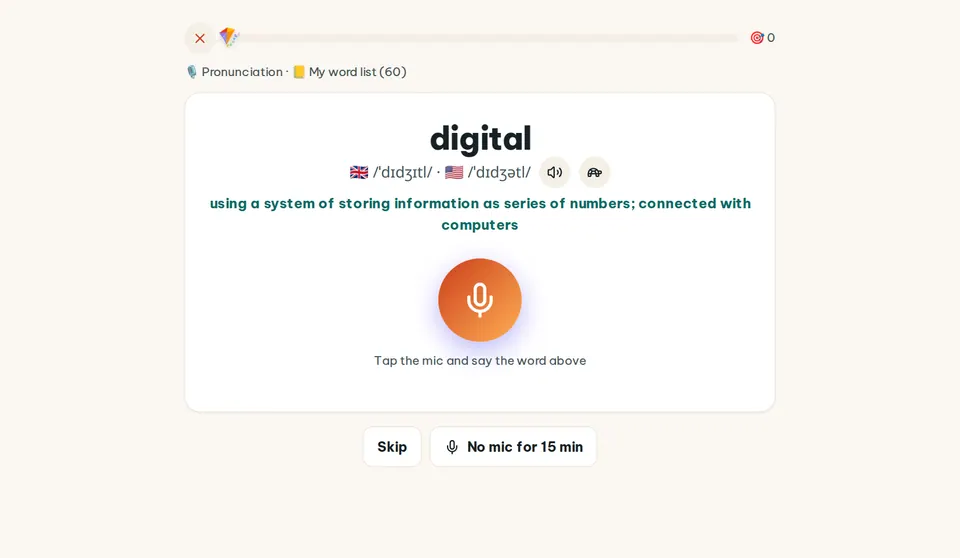 🎯 0
🎙️ Pronunciation · 📒 My word list (60)
digital
🇬🇧 /ˈdɪdʒɪtl/ · 🇺🇸 /ˈdɪdʒətl/
using a system of storing information as series of numbers; connected with
computers
Tap the mic and say the word above
Skip
No mic for 15 min